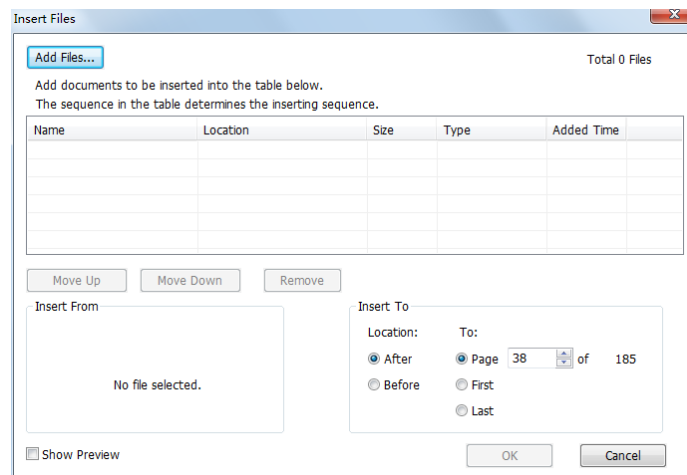 Insert Files
Add Files...
Total 0 Files
Add documents to be inserted into the table below.
The sequence in the table determines the inserting sequence.
Name Location Size Type Added Time
Move Up Move Down Remove
Insert From
No file selected.
Insert To
Location: To:
After Page 38 of 185
Before First
Last
Show Preview
OK Cancel